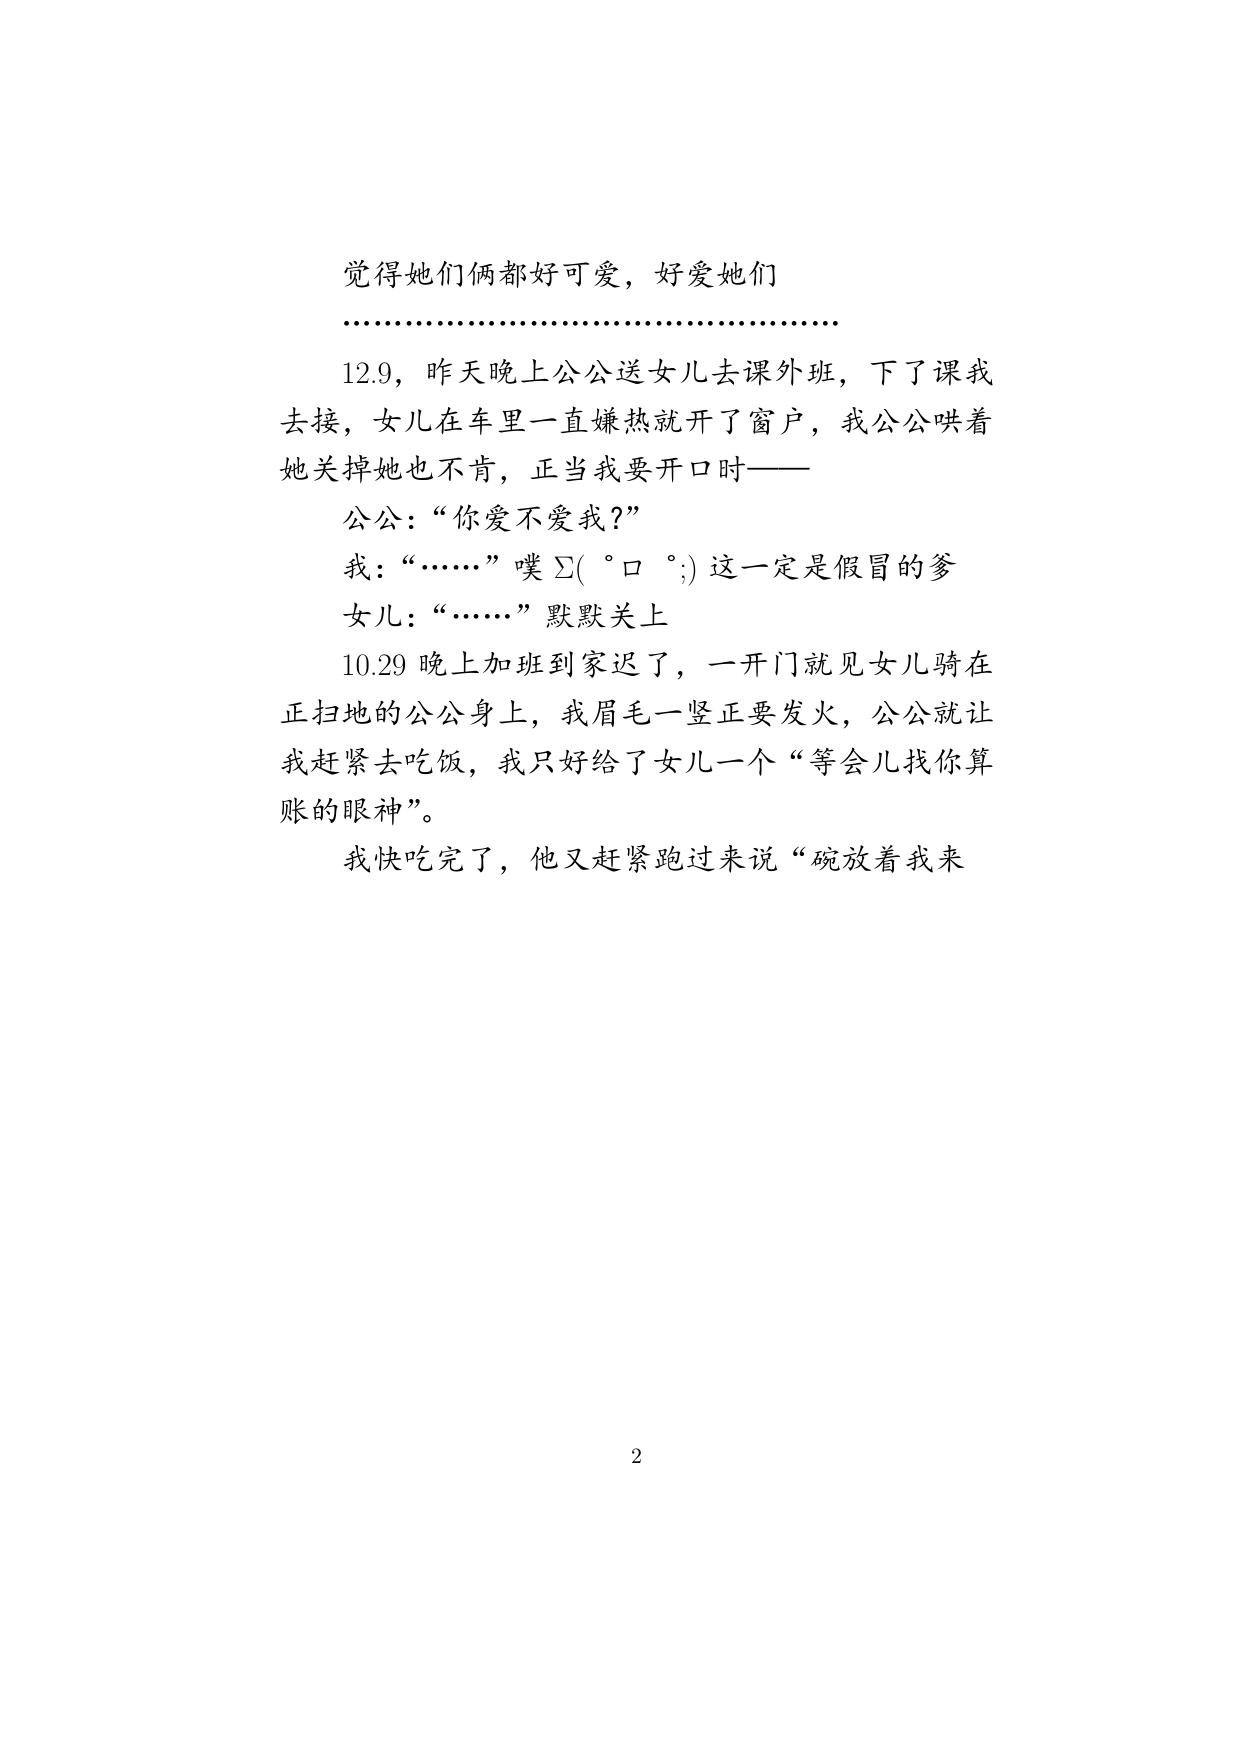 觉得她们俩都好可爱，好爱她们
………………………………………………
12.9，昨天晚上公公送女儿去课外班，下了课我
去接，女儿在车里一直嫌热就开了窗户，我公公哄着
她关掉她也不肯，正当我要开口时——
公公：“你爱不爱我？”
我：“……”噗 Σ(゜ロ゜;) 这一定是假冒的爹
女儿：“……”默默关上
10.29 晚上加班到家迟了，一开门就见女儿骑在
正扫地的公公身上，我眉毛一竖正要发火，公公就让
我赶紧去吃饭，我只好给了女儿一个“等会儿找你算
账的眼神”。
我快吃完了，他又赶紧跑过来说“碗放着我来
2